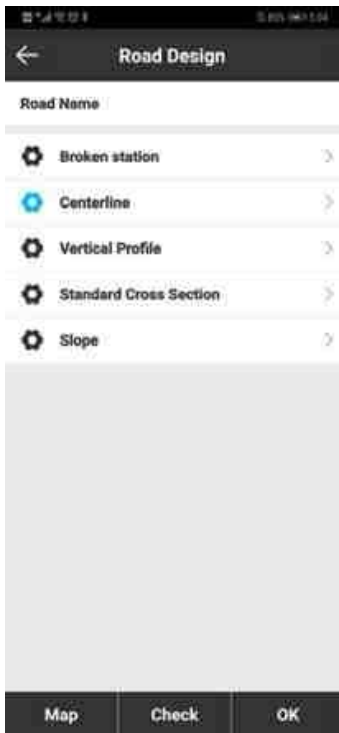 Road Design
Road Name
Broken station
Centerline
Vertical Profile
Standard Cross Section
Slope
Map Check OK